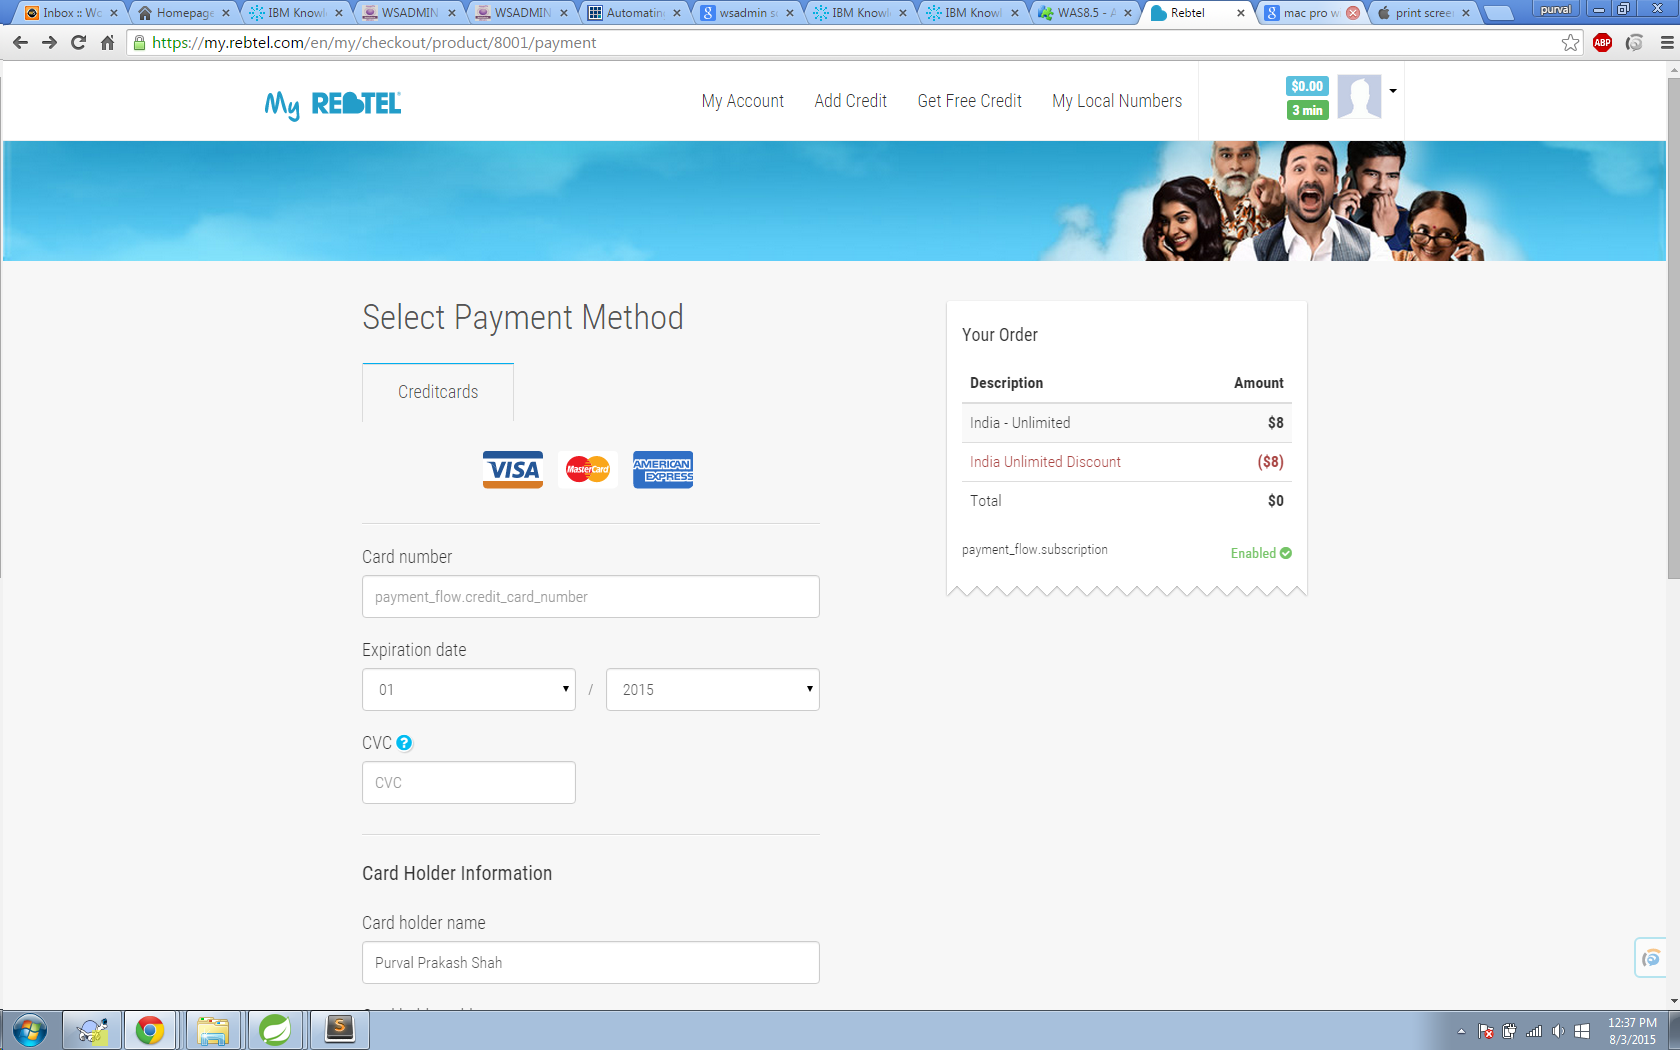 Inbox :: Wo
Homepage
IBM Knowl
WSADMIN
WSADMIN
Automatin
wsadmin s
IBM Knowl
IBM Knowl
WAS8.5 - A
Rebtel
mac pro w
print scree
purval
https://my.rebtel.com/en/my/checkout/product/8001/payment
ABP
My REBTEL
My Account
Add Credit
Get Free Credit
My Local Numbers
$0.00
3 min
Select Payment Method
Creditcards
VISA
MasterCard
AMERICAN EXPRESS
Card number
payment_flow.credit_card_number
Expiration date
01 / 2015
CVC ?
CVC
Card Holder Information
Card holder name
Purval Prakash Shah
Your Order
Description Amount
India - Unlimited $8
India Unlimited Discount ($8)
Total $0
payment_flow.subscription Enabled
12:37 PM
8/3/2015